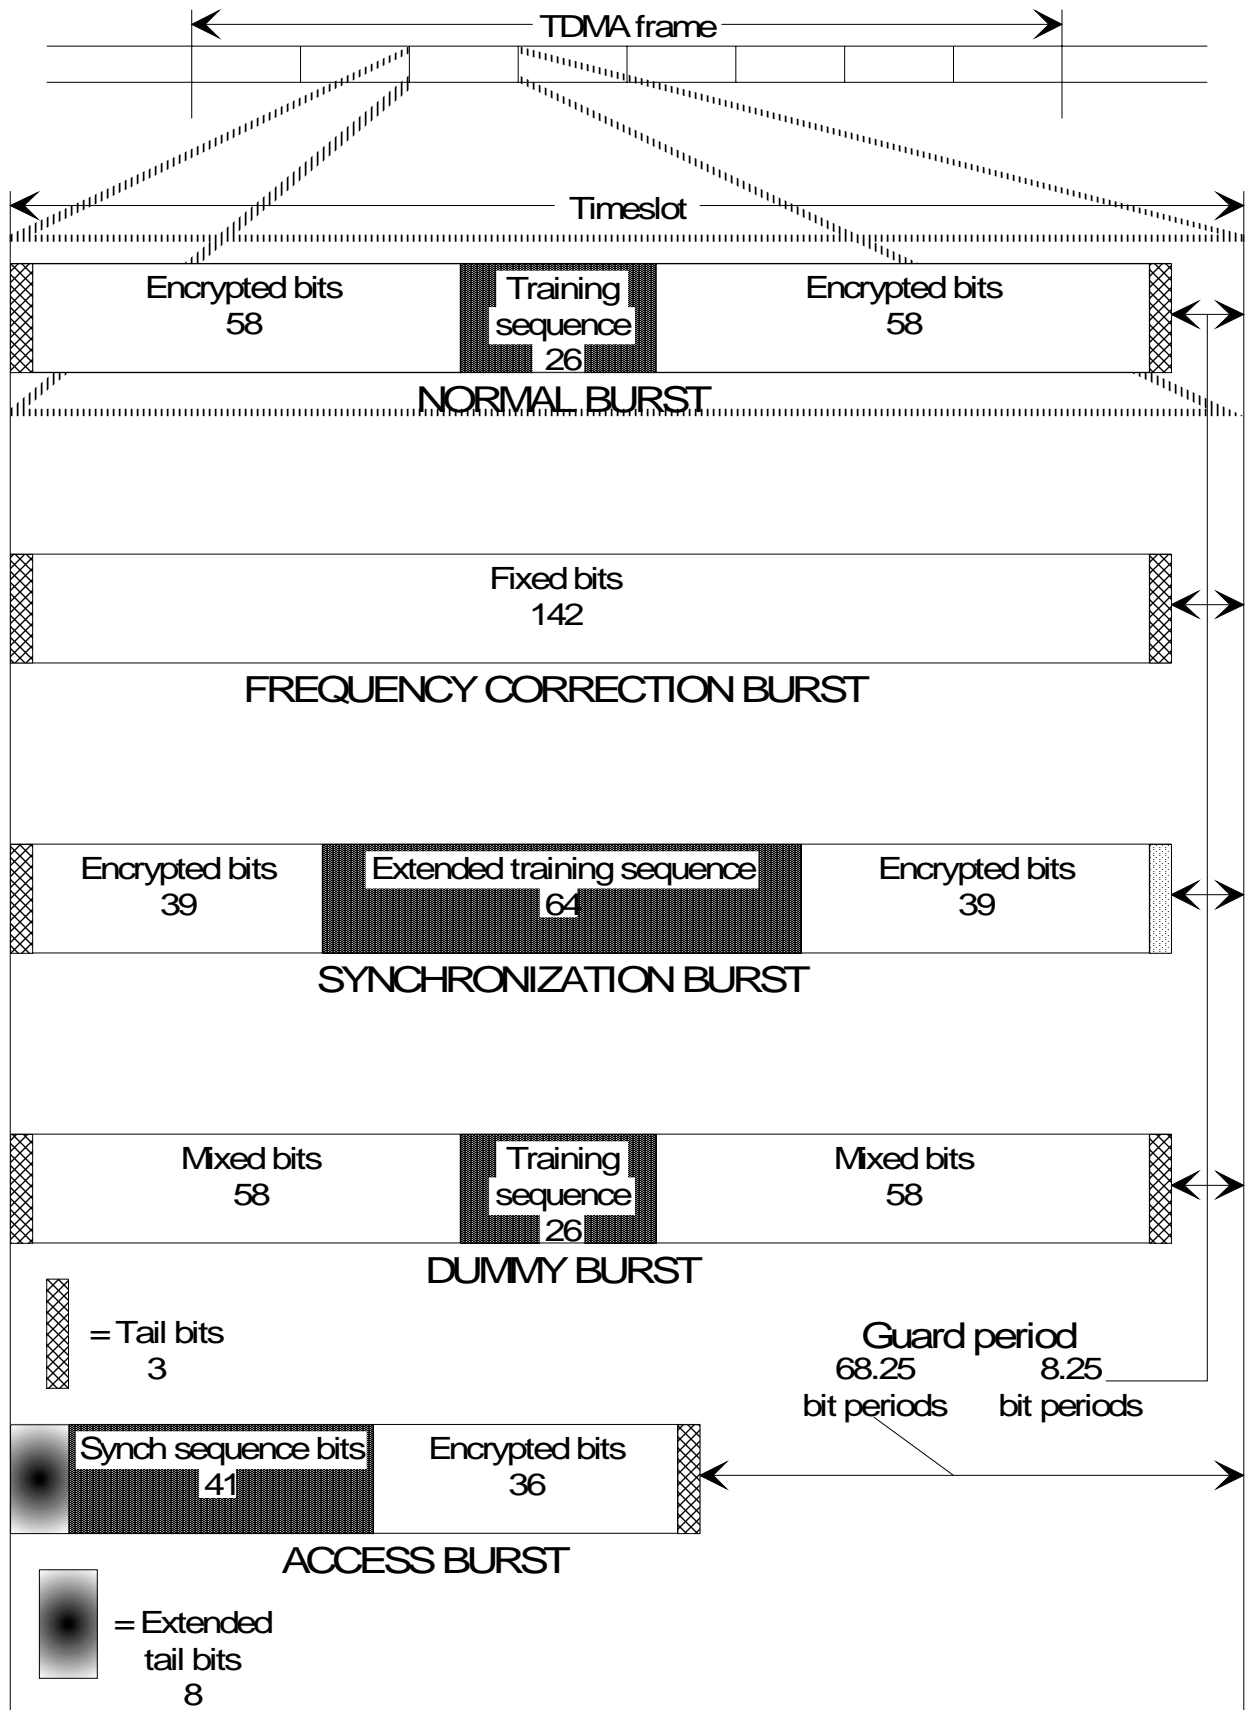 TDMA frame
Timeslot
Encrypted bits
58
Training
sequence
26
Encrypted bits
58
NORMAL BURST
Fixed bits
142
FREQUENCY CORRECTION BURST
Encrypted bits
39
Extended training sequence
64
Encrypted bits
39
SYNCHRONIZATION BURST
Mixed bits
58
Training
sequence
26
Mixed bits
58
DUMMY BURST
= Tail bits
3
Guard period
68.25
bit periods
8.25
bit periods
Synch sequence bits
41
Encrypted bits
36
ACCESS BURST
= Extended
tail bits
8